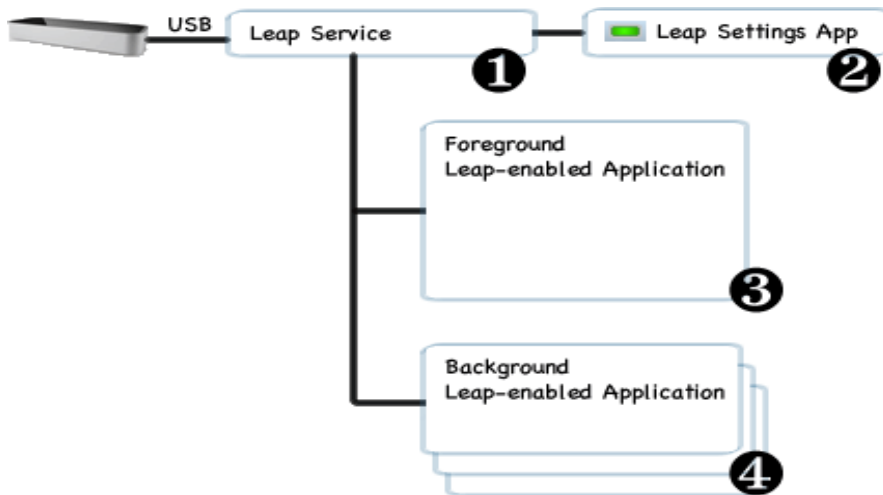 USB
Leap Service
1
Leap Settings App
2
Foreground
Leap-enabled Application
3
Background
Leap-enabled Application
4